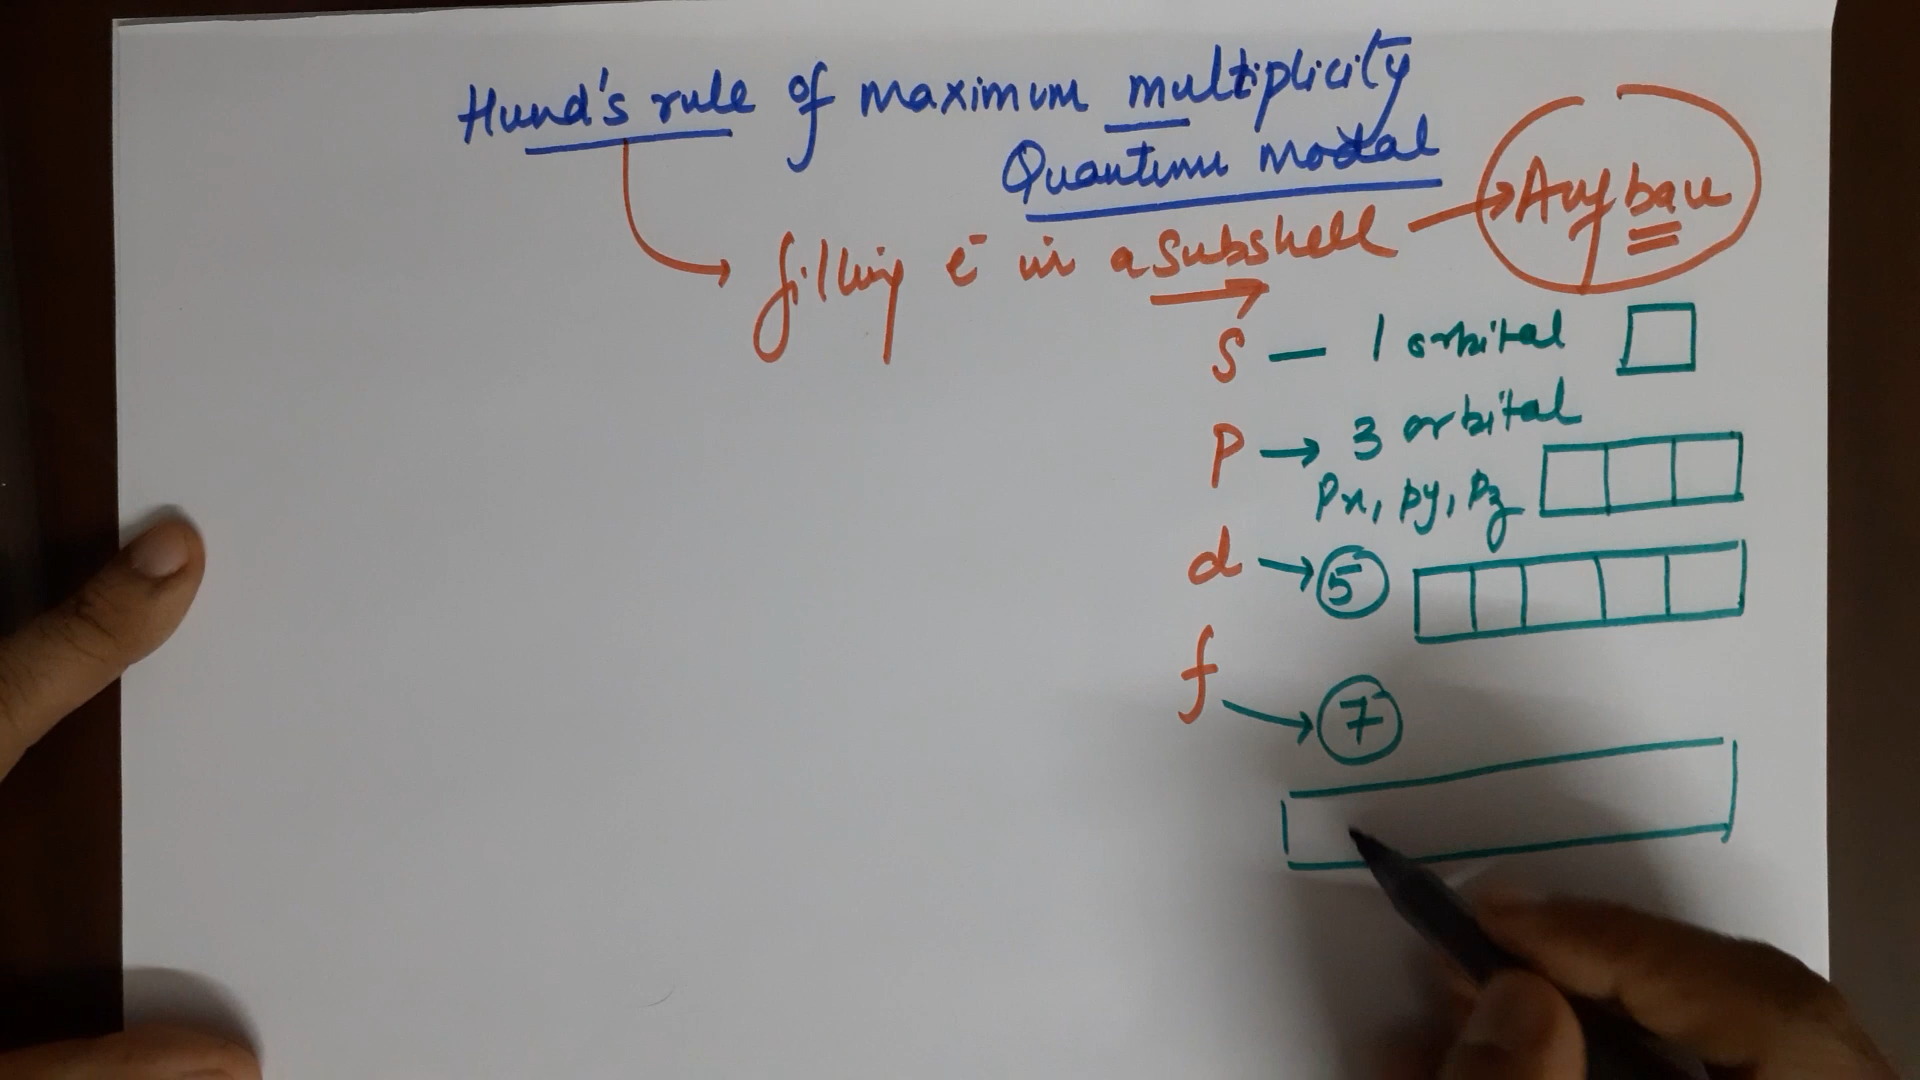 Hund's rule of maximum multiplicity
Quantum modal
filling e⁻ in a subshell → Aufbau
S — 1 orbital
P → 3 orbital
Px, py, Pz
d → 5
f → 7